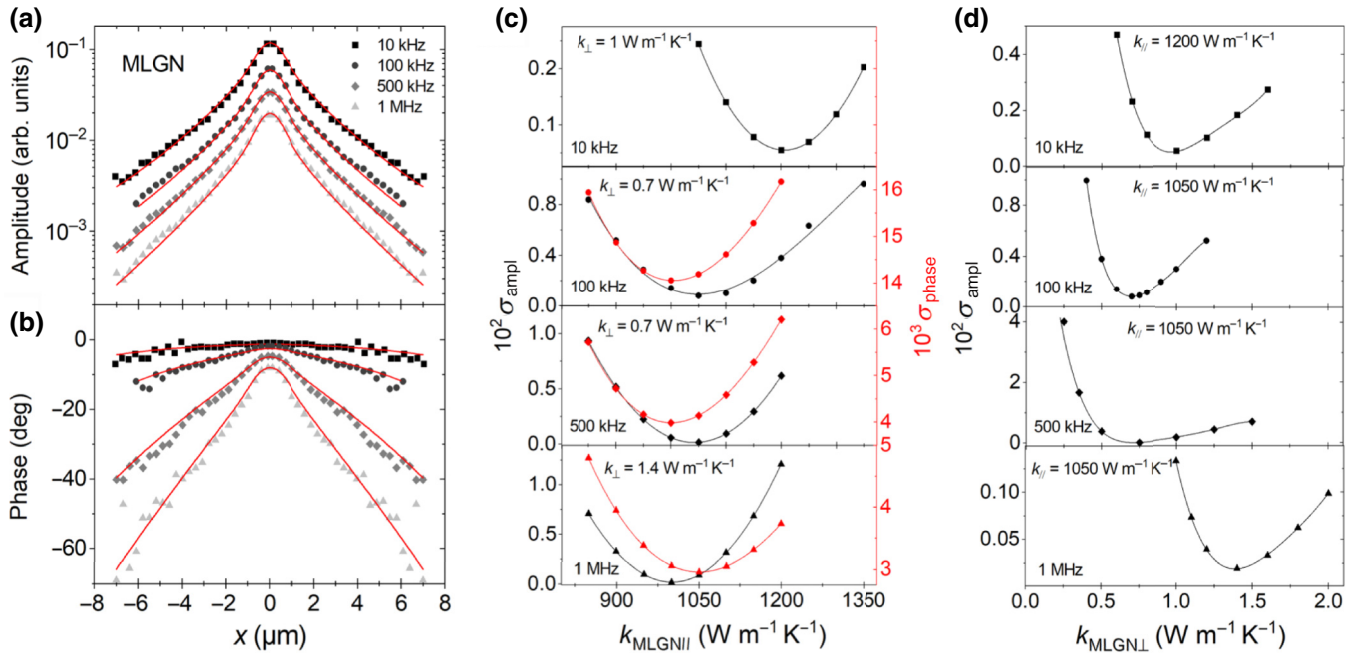 (a)
MLGN
10 kHz
100 kHz
500 kHz
1 MHz
Amplitude (arb. units)
10⁻¹
10⁻²
10⁻³
(b)
Phase (deg)
0
−20
−40
−60
−8 −6 −4 −2 0 2 4 6 8
x (μm)
(c)
k⊥ = 1 W m⁻¹ K⁻¹
0.2
0.1
10 kHz
k⊥ = 0.7 W m⁻¹ K⁻¹
0.8
0.4
0.0
100 kHz
16
15
14
k⊥ = 0.7 W m⁻¹ K⁻¹
1.0
0.5
0.0
500 kHz
6
5
4
5
k⊥ = 1.4 W m⁻¹ K⁻¹
1.0
0.5
0.0
1 MHz
4
3
10² σampl
10³ σphase
900 1050 1200 1350
kMLGN// (W m⁻¹ K⁻¹)
(d)
k// = 1200 W m⁻¹ K⁻¹
0.4
0.2
0.0
10 kHz
k// = 1050 W m⁻¹ K⁻¹
0.8
0.4
0.0
100 kHz
k// = 1050 W m⁻¹ K⁻¹
4
2
0
500 kHz
k// = 1050 W m⁻¹ K⁻¹
0.10
0.05
1 MHz
10² σampl
0.0 0.5 1.0 1.5 2.0
kMLGN⊥ (W m⁻¹ K⁻¹)